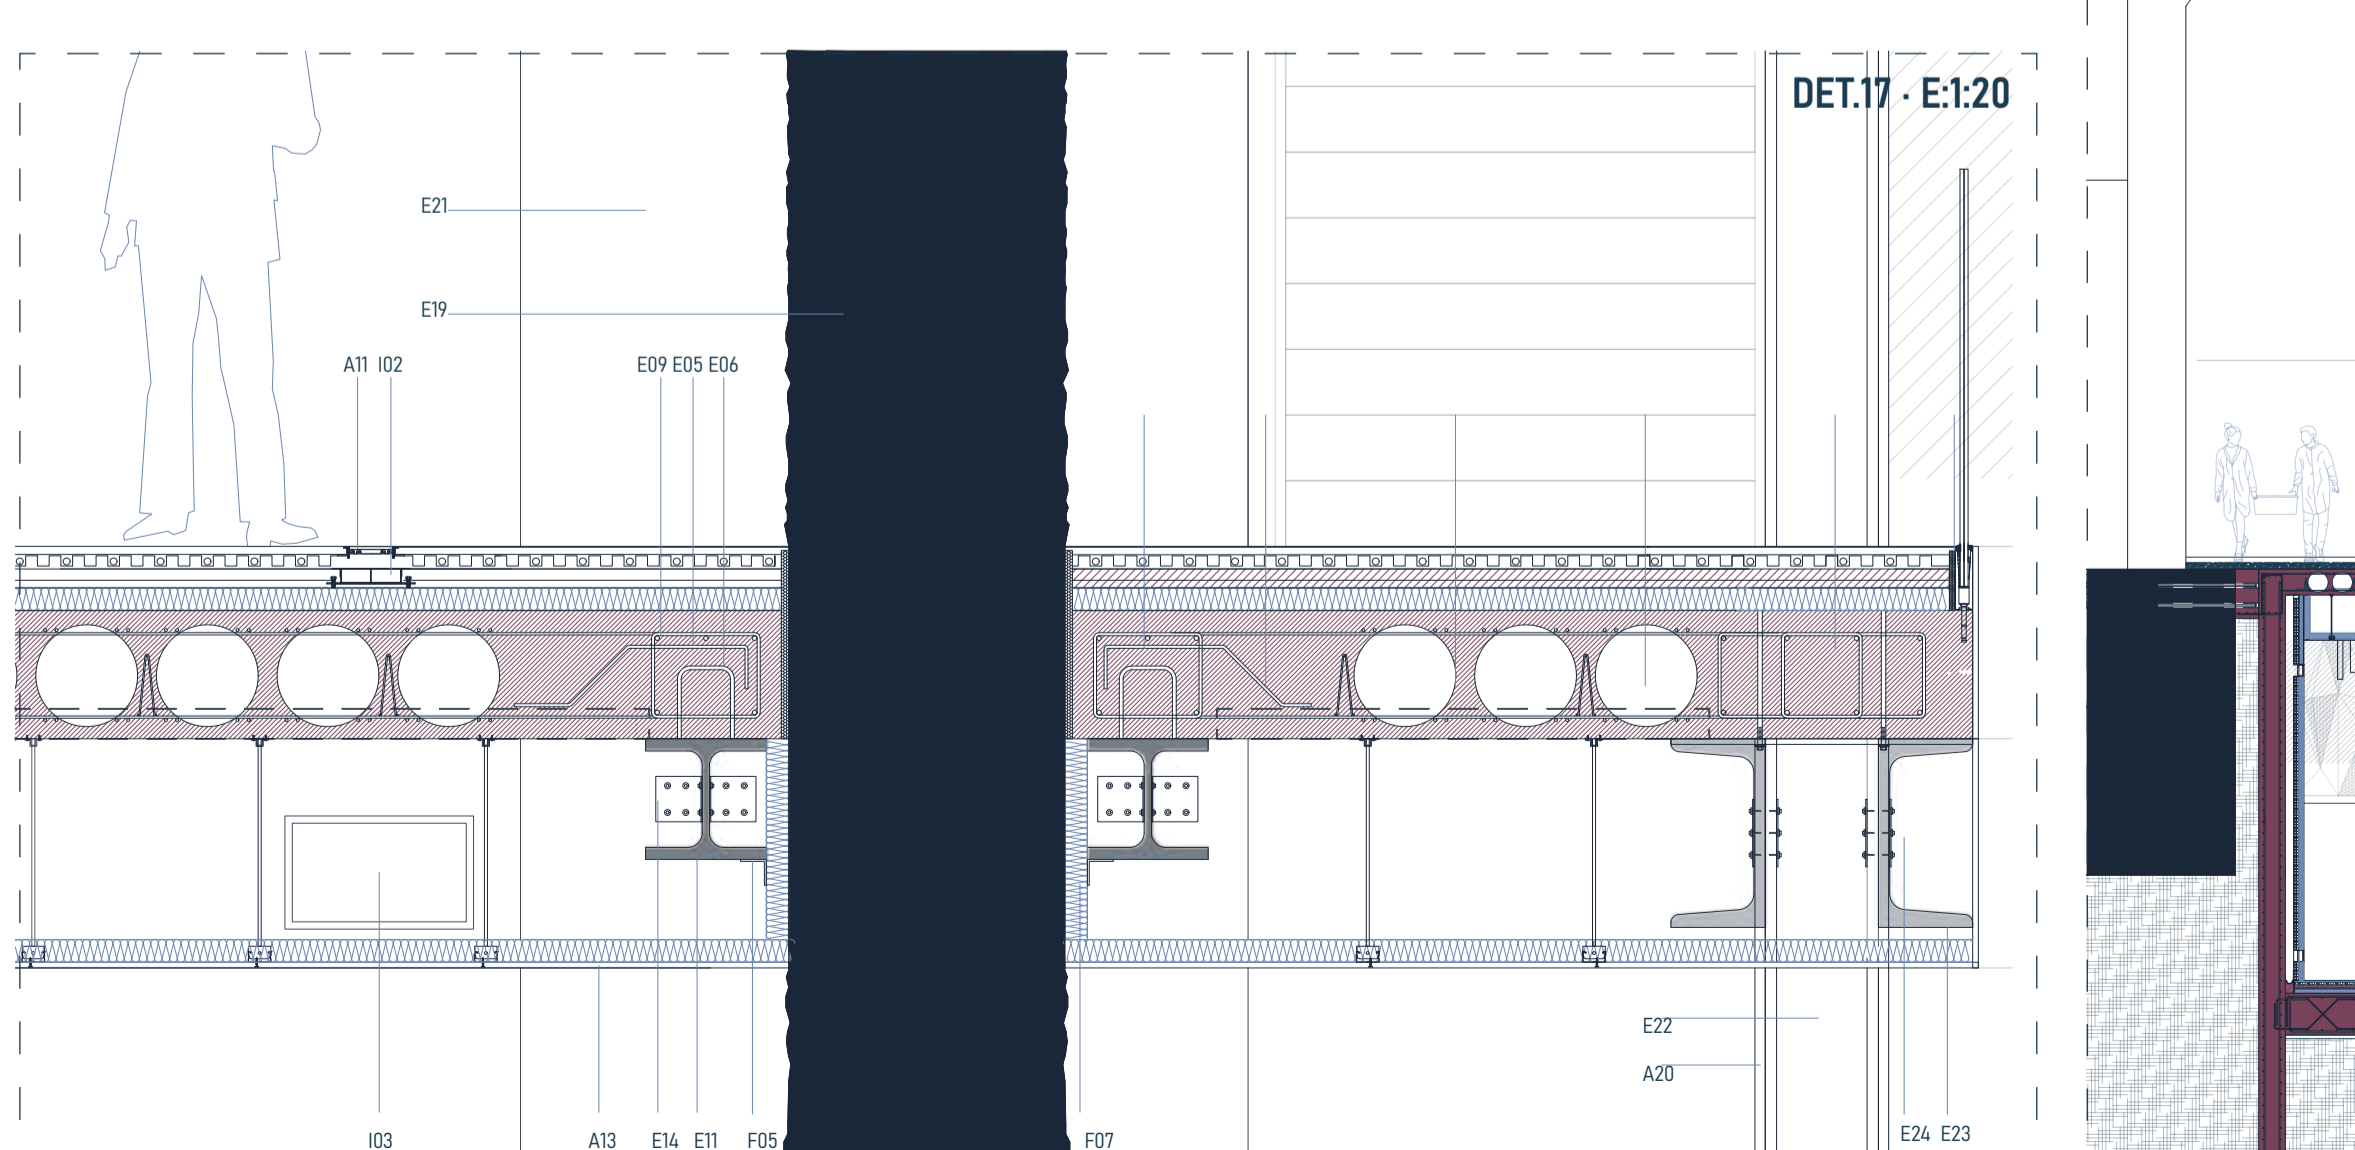 DET.17 · E:1:20
E21
E19
A11 I02 E09 E05 E06
E22
A20
I03 A13 E14 E11 F05 F07 E24 E23